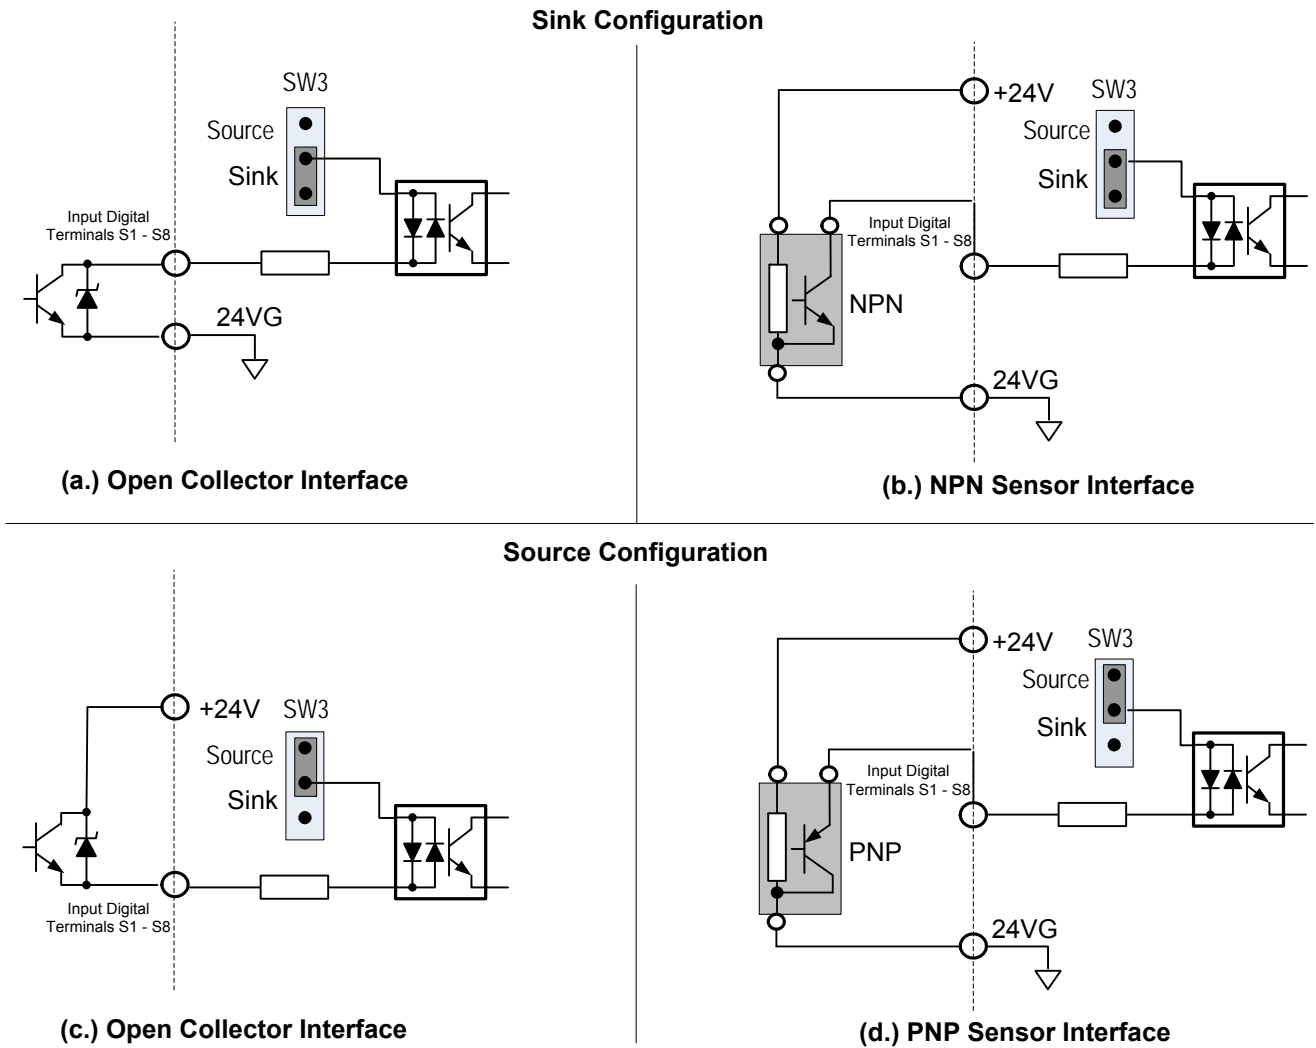 Sink Configuration
SW3
Source
Sink
Input Digital
Terminals S1 - S8
24VG
(a.) Open Collector Interface
+24V
SW3
Source
Sink
Input Digital
Terminals S1 - S8
NPN
24VG
(b.) NPN Sensor Interface
Source Configuration
+24V
SW3
Source
Sink
Input Digital
Terminals S1 - S8
(c.) Open Collector Interface
+24V
SW3
Source
Sink
Input Digital
Terminals S1 - S8
PNP
24VG
(d.) PNP Sensor Interface